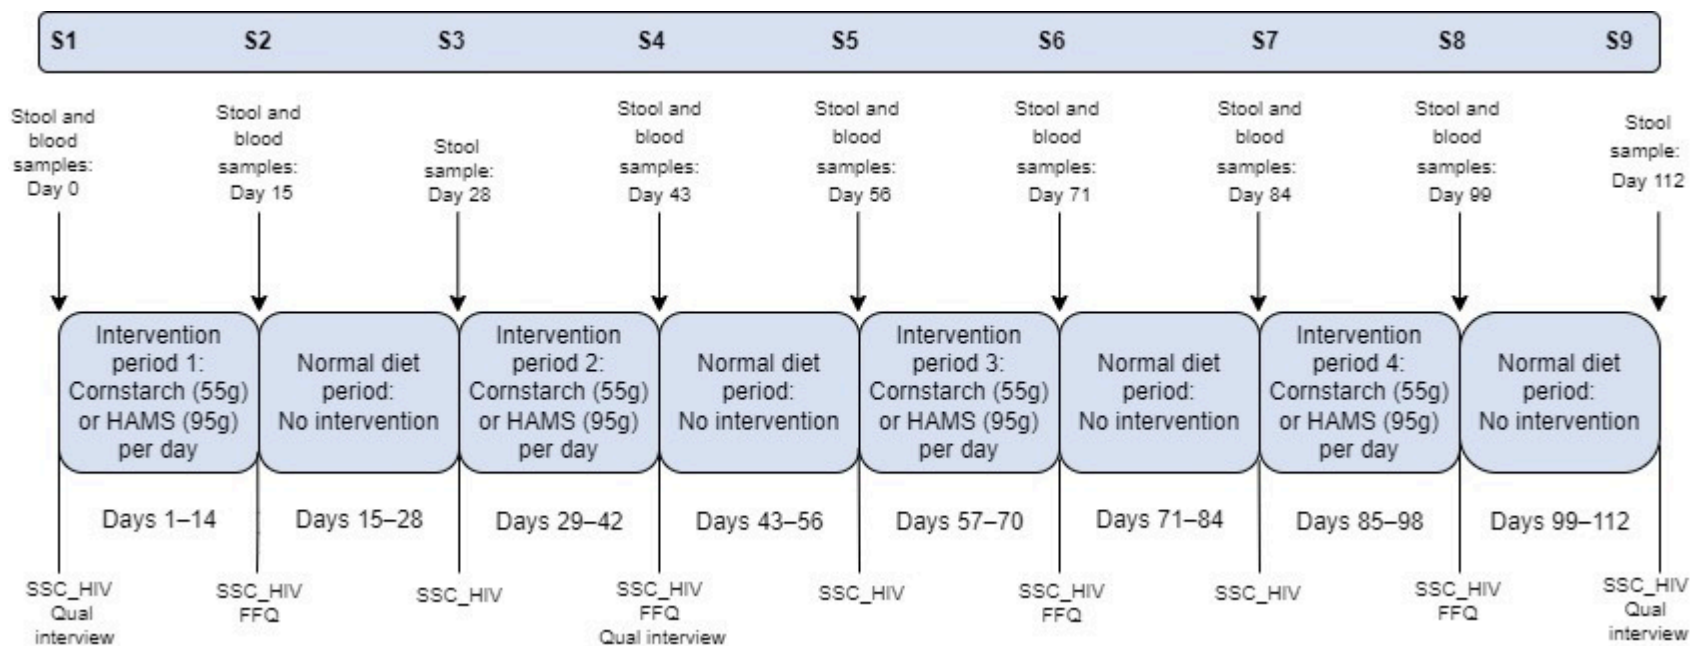 S1 S2 S3 S4 S5 S6 S7 S8 S9
Stool and
blood
samples:
Day 0
Stool and
blood
samples:
Day 15
Stool
sample:
Day 28
Stool and
blood
samples:
Day 43
Stool and
blood
samples:
Day 56
Stool and
blood
samples:
Day 71
Stool and
blood
samples:
Day 84
Stool and
blood
samples:
Day 99
Stool
sample:
Day 112
Intervention
period 1:
Cornstarch (55g)
or HAMS (95g)
per day
Normal diet
period:
No intervention
Intervention
period 2:
Cornstarch (55g)
or HAMS (95g)
per day
Normal diet
period:
No intervention
Intervention
period 3:
Cornstarch (55g)
or HAMS (95g)
per day
Normal diet
period:
No intervention
Intervention
period 4:
Cornstarch (55g)
or HAMS (95g)
per day
Normal diet
period:
No intervention
Days 1–14
Days 15–28
Days 29–42
Days 43–56
Days 57–70
Days 71–84
Days 85–98
Days 99–112
SSC_HIV
Qual
interview
SSC_HIV
FFQ
SSC_HIV
SSC_HIV
FFQ
Qual interview
SSC_HIV
SSC_HIV
FFQ
SSC_HIV
SSC_HIV
FFQ
SSC_HIV
Qual
interview